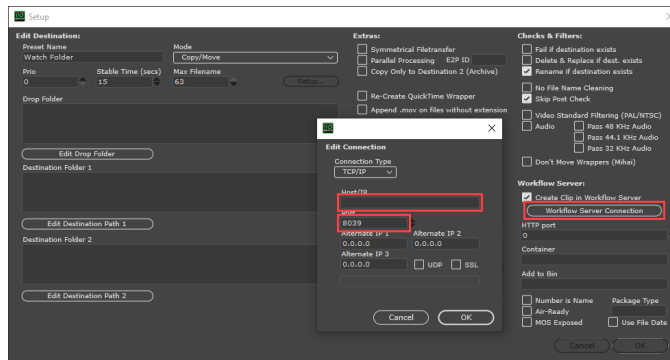 Setup
Edit Destination:
Preset Name
Mode
Watch Folder
Copy/Move
Prio
Stable Time (secs)
Max Filename
0
15
63
Setup...
Drop Folder
Edit Drop Folder
Destination Folder 1
Edit Destination Path 1
Destination Folder 2
Edit Destination Path 2
Extras:
Symmetrical Filetransfer
Parallel Processing
E2P ID
Copy Only to Destination 2 (Archive)
Re-Create QuickTime Wrapper
Append .mov on files without extension
Edit Connection
Connection Type
TCP/IP
Host/IP
Port
8039
Alternate IP 1
Alternate IP 2
0.0.0.0
0.0.0.0
Alternate IP 3
0.0.0.0
UDP
SSL
Cancel
OK
Checks & Filters:
Fail if destination exists
Delete & Replace if dest. exists
Rename if destination exists
No File Name Cleaning
Skip Post Check
Video Standard Filtering (PAL/NTSC)
Audio
Pass 48 KHz Audio
Pass 44.1 KHz Audio
Pass 32 KHz Audio
Don't Move Wrappers (Mihai)
Workflow Server:
Create Clip in Workflow Server
Workflow Server Connection
HTTP port
0
Container
Add to Bin
Number is Name
Package Type
Air-Ready
MOS Exposed
Use File Date
Cancel
OK